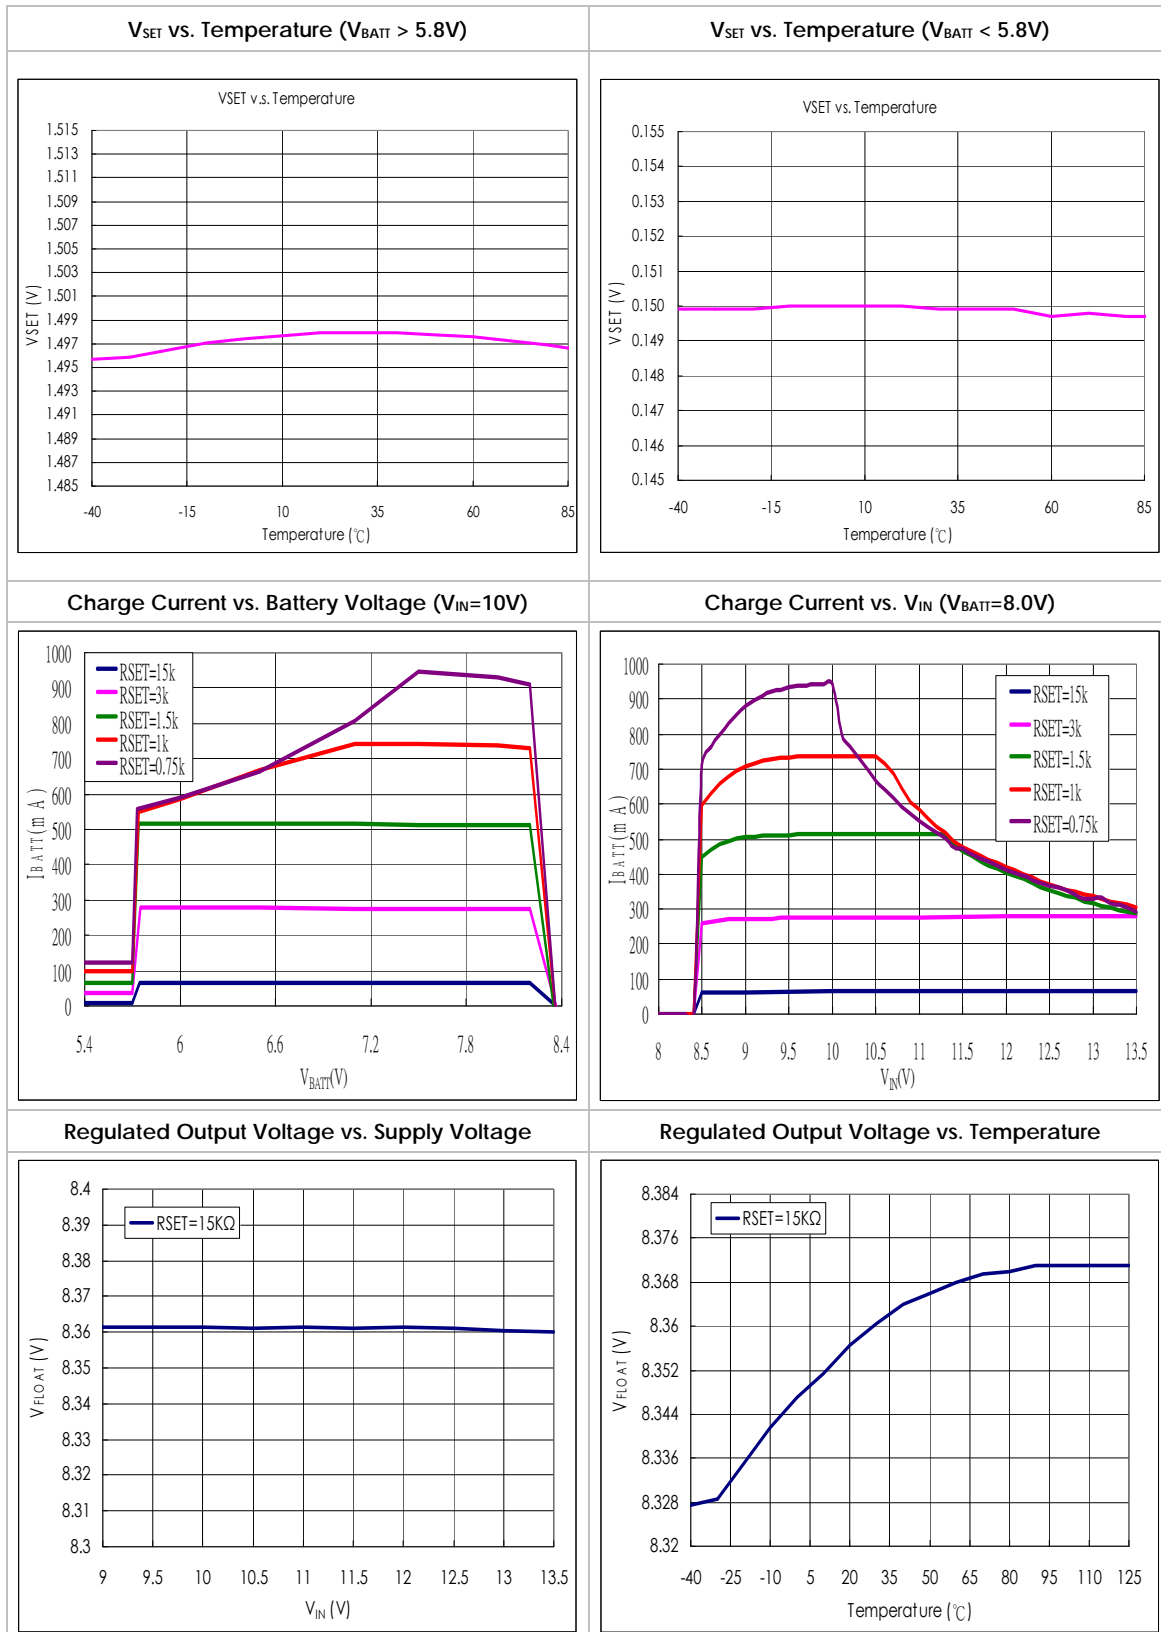 VSET vs. Temperature (VBATT > 5.8V)
VSET vs. Temperature (VBATT < 5.8V)
VSET v.s. Temperature
1.515
1.513
1.511
1.509
1.507
1.505
1.503
1.501
1.499
1.497
1.495
1.493
1.491
1.489
1.487
1.485
VSET (V)
-40 -15 10 35 60 85
Temperature (℃)
VSET vs. Temperature
0.155
0.154
0.153
0.152
0.151
0.150
0.149
0.148
0.147
0.146
0.145
VSET (V)
-40 -15 10 35 60 85
Temperature (℃)
Charge Current vs. Battery Voltage (VIN=10V)
Charge Current vs. VIN (VBATT=8.0V)
1000
900
800
700
600
500
400
300
200
100
0
IBATT(mA)
RSET=15k
RSET=3k
RSET=1.5k
RSET=1k
RSET=0.75k
5.4 6 6.6 7.2 7.8 8.4
VBATT(V)
1000
900
800
700
600
500
400
300
200
100
0
IBATT(mA)
RSET=15k
RSET=3k
RSET=1.5k
RSET=1k
RSET=0.75k
8 8.5 9 9.5 10 10.5 11 11.5 12 12.5 13 13.5
VIN(V)
Regulated Output Voltage vs. Supply Voltage
Regulated Output Voltage vs. Temperature
8.4
8.39
8.38
8.37
8.36
8.35
8.34
8.33
8.32
8.31
8.3
VFLOAT (V)
RSET=15KΩ
9 9.5 10 10.5 11 11.5 12 12.5 13 13.5
VIN (V)
8.384
8.376
8.368
8.36
8.352
8.344
8.336
8.328
8.32
VFLOAT (V)
RSET=15KΩ
-40 -25 -10 5 20 35 50 65 80 95 110 125
Temperature (℃)